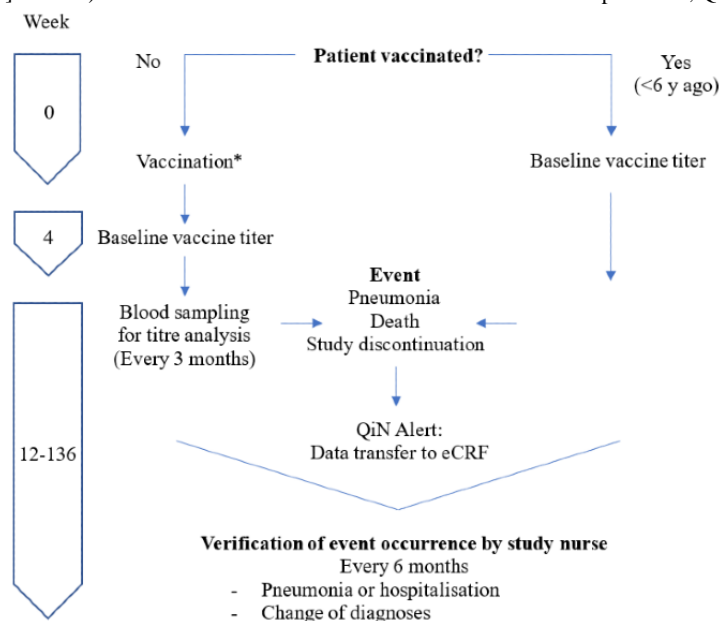 Week
Patient vaccinated?
No
Yes
(<6 y ago)
0
Vaccination*
Baseline vaccine titer
4
Baseline vaccine titer
Event
Pneumonia
Death
Study discontinuation
Blood sampling
for titre analysis
(Every 3 months)
QiN Alert:
Data transfer to eCRF
12-136
Verification of event occurrence by study nurse
Every 6 months
- Pneumonia or hospitalisation
- Change of diagnoses